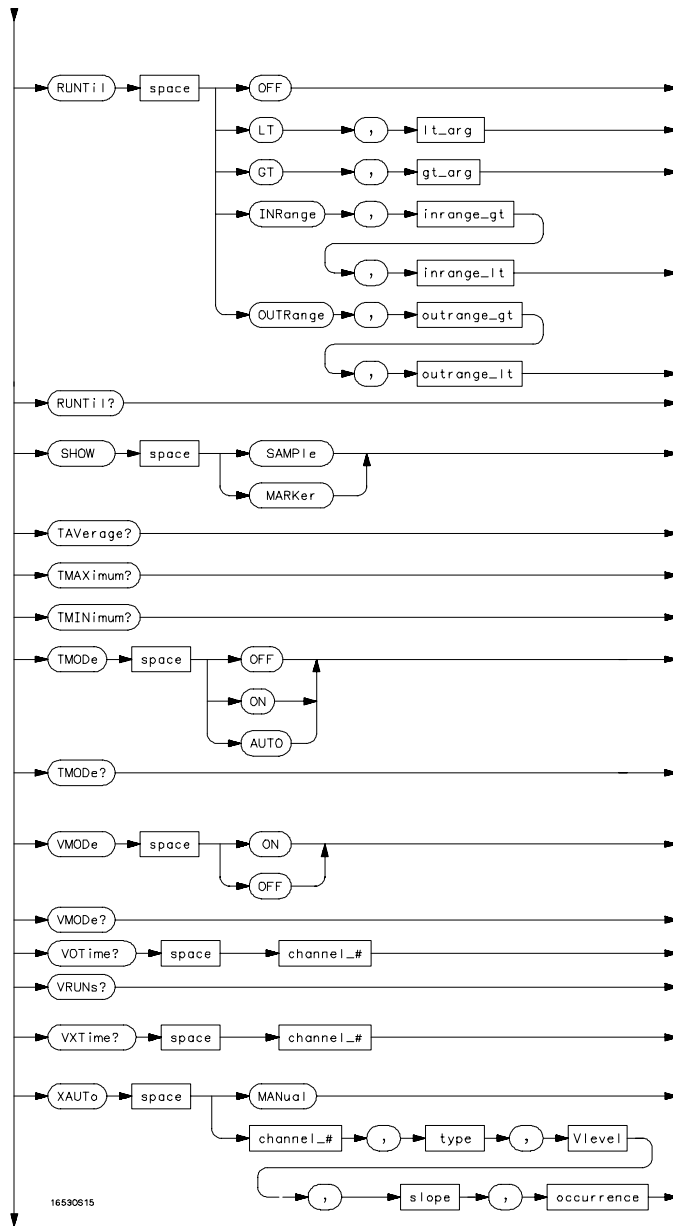 RUNTil space OFF
LT , lt_arg
GT , gt_arg
INRange , inrange_gt
, inrange_lt
OUTRange , outrange_gt
, outrange_lt
RUNTil?
SHOW space SAMPle
MARKer
TAVerage?
TMAXimum?
TMINimum?
TMODe space OFF
ON
AUTO
TMODe?
VMODe space ON
OFF
VMODe?
VOTime? space channel_#
VRUNs?
VXTime? space channel_#
XAUTo space MANual
channel_# , type , Vlevel
, slope , occurrence
16530S15